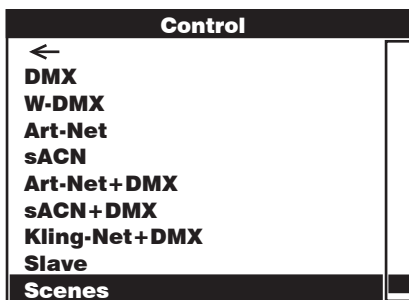 Control
←
DMX
W-DMX
Art-Net
sACN
Art-Net+DMX
sACN+DMX
Kling-Net+DMX
Slave
Scenes